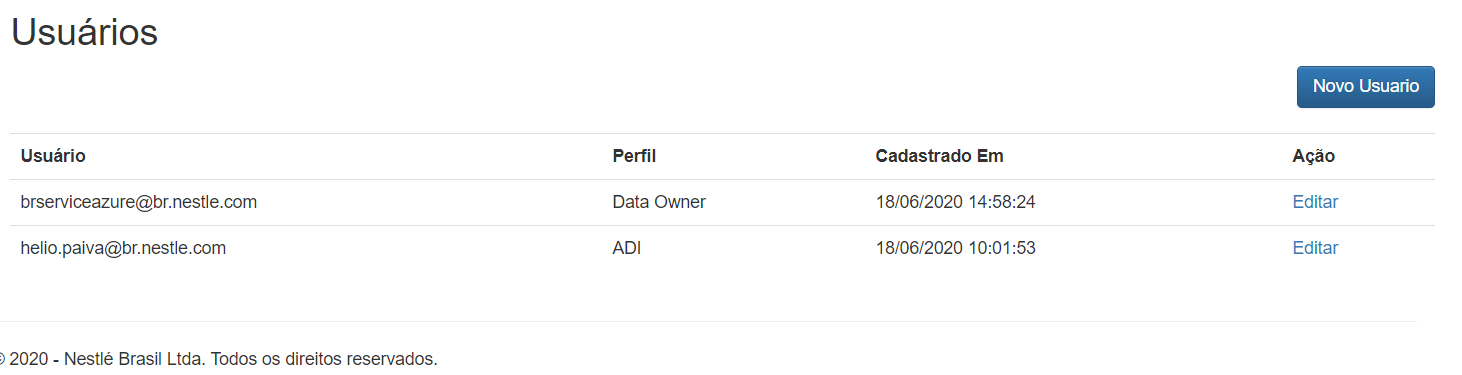 Usuários
Novo Usuario
Usuário Perfil Cadastrado Em Ação
brserviceazure@br.nestle.com Data Owner 18/06/2020 14:58:24 Editar
helio.paiva@br.nestle.com ADI 18/06/2020 10:01:53 Editar
© 2020 - Nestlé Brasil Ltda. Todos os direitos reservados.